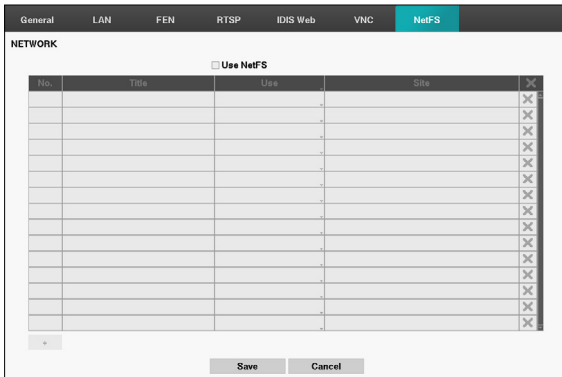 General LAN FEN RTSP IDIS Web VNC NetFS
NETWORK
Use NetFS
No. Title Use Site
+
Save Cancel